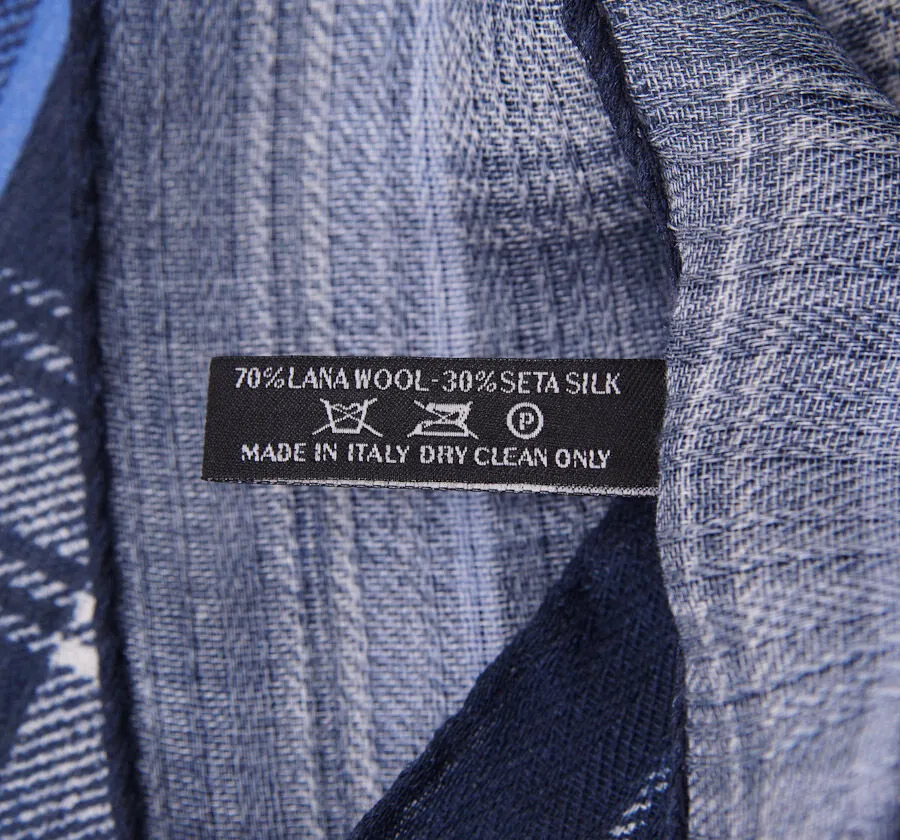 70% LANA WOOL-30% SETA SILK
P
MADE IN ITALY DRY CLEAN ONLY